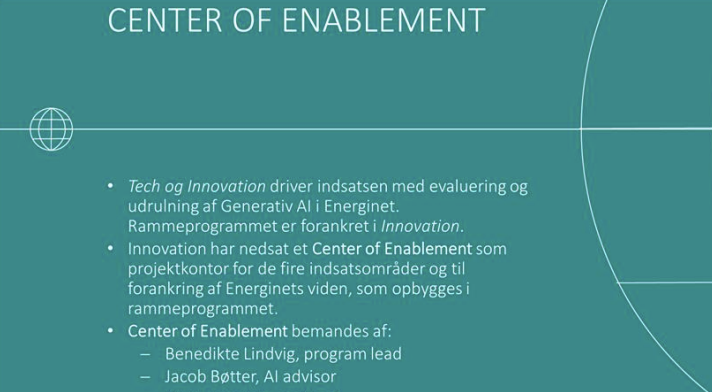 CENTER OF ENABLEMENT
• Tech og Innovation driver indsatsen med evaluering og
udrulning af Generativ AI i Energinet.
Rammeprogrammet er forankret i Innovation.
• Innovation har nedsat et Center of Enablement som
projektkontor for de fire indsatsområder og til
forankring af Energinets viden, som opbygges i
rammeprogrammet.
• Center of Enablement bemandes af:
– Benedikte Lindvig, program lead
– Jacob Bøtter, AI advisor